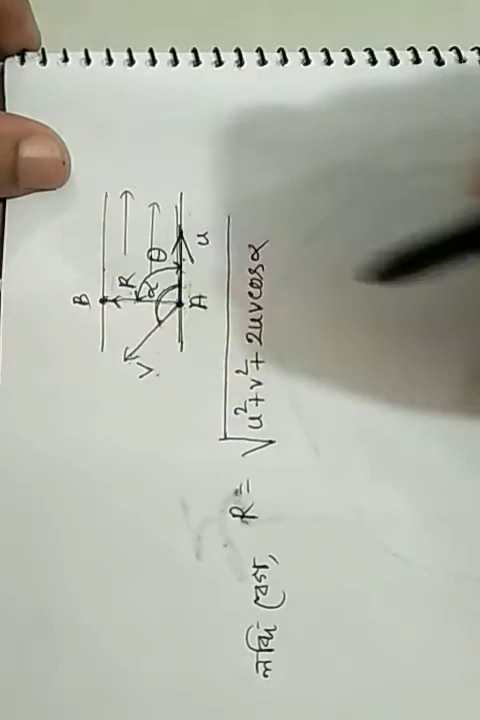 B
R
V
α
θ
A
u
লব্ধি বেগ, R = √u²+v²+2uvcosα